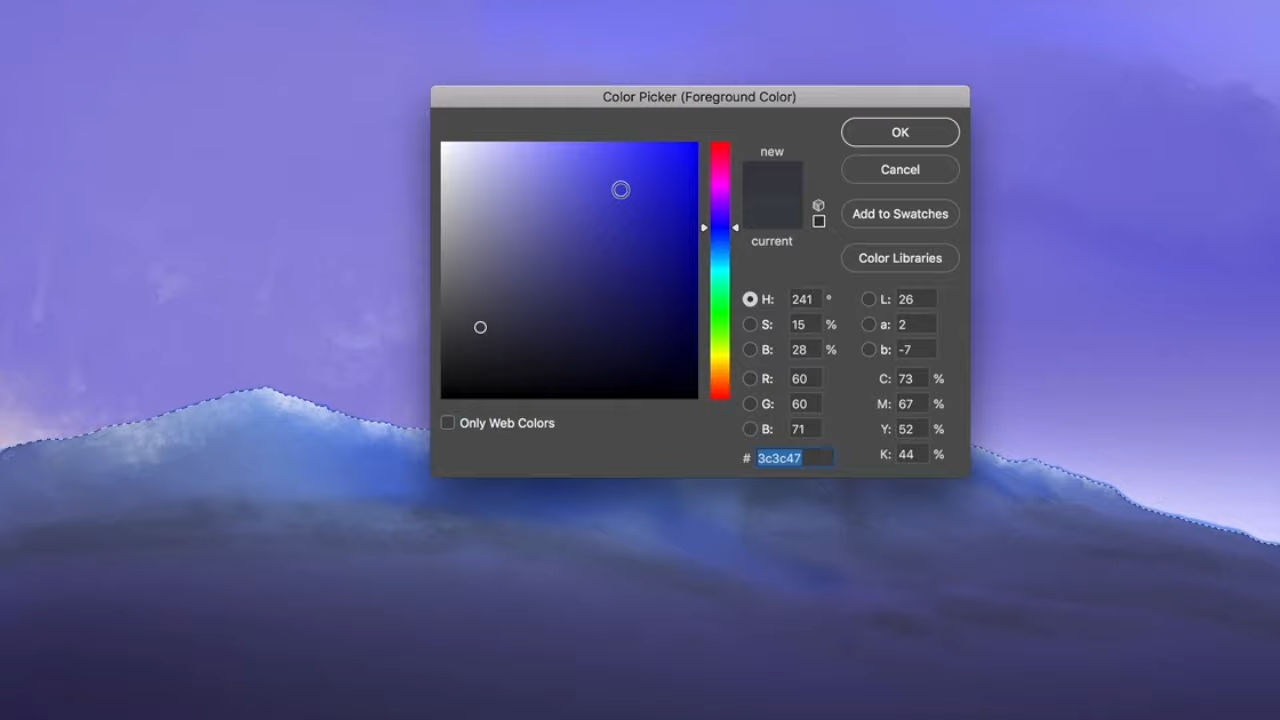 Color Picker (Foreground Color)
OK
new
Cancel
Add to Swatches
current
Color Libraries
H: 241 °
L: 26
S: 15 %
a: 2
B: 28 %
b: -7
R: 60
C: 73 %
G: 60
M: 67 %
Only Web Colors
B: 71
Y: 52 %
# 3c3c47
K: 44 %